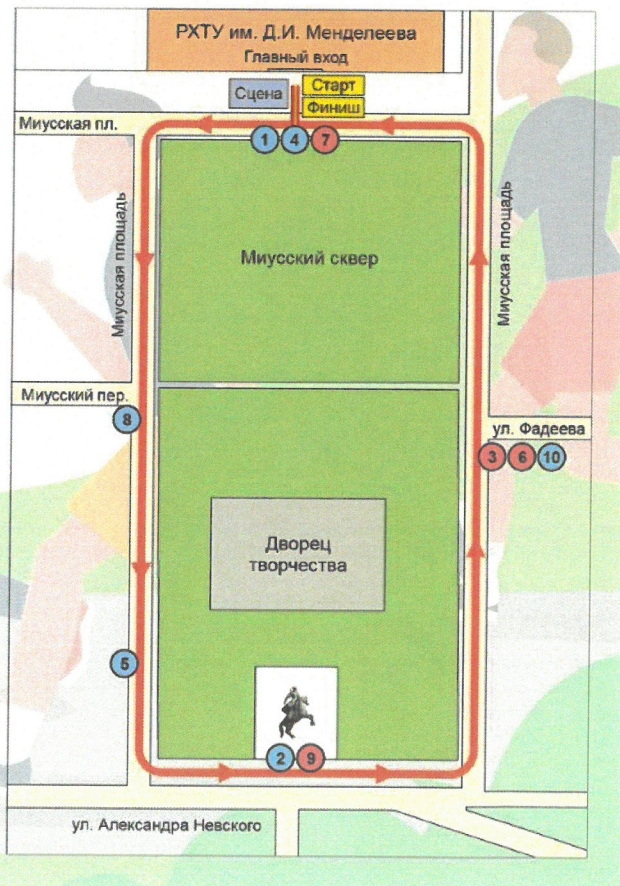 РХТУ им. Д.И. Менделеева
Главный вход
Сцена
Старт
Финиш
Миусская пл.
1 4 7
Миусская площадь
Миусская площадь
Миусский сквер
Миусский пер.
8
ул. Фадеева
3 6 10
Дворец
творчества
5
2 9
ул. Александра Невского